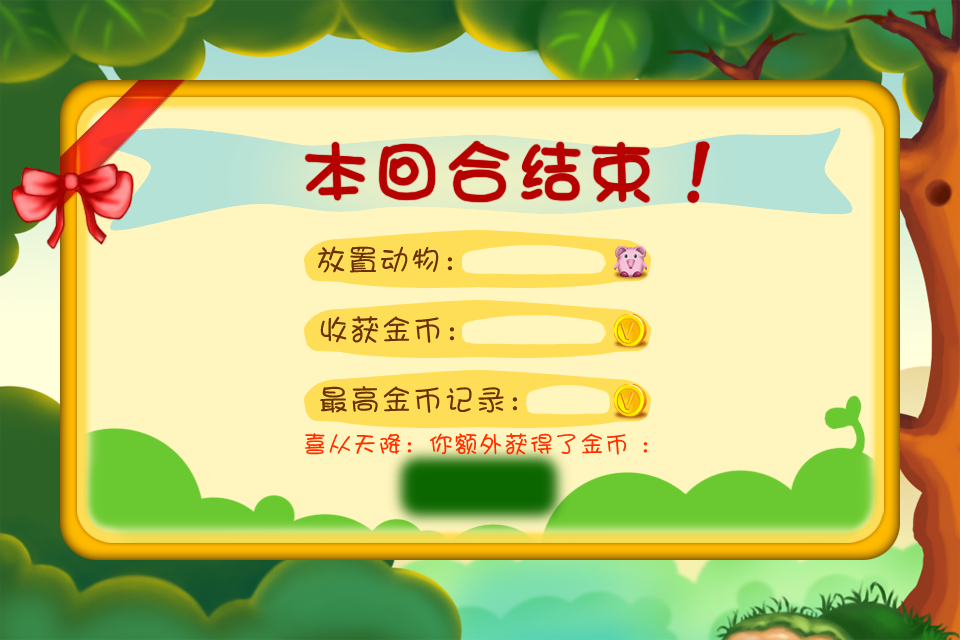 本回合结束！
放置动物：
收获金币：
最高金币记录：
喜从天降：你额外获得了金币 ：